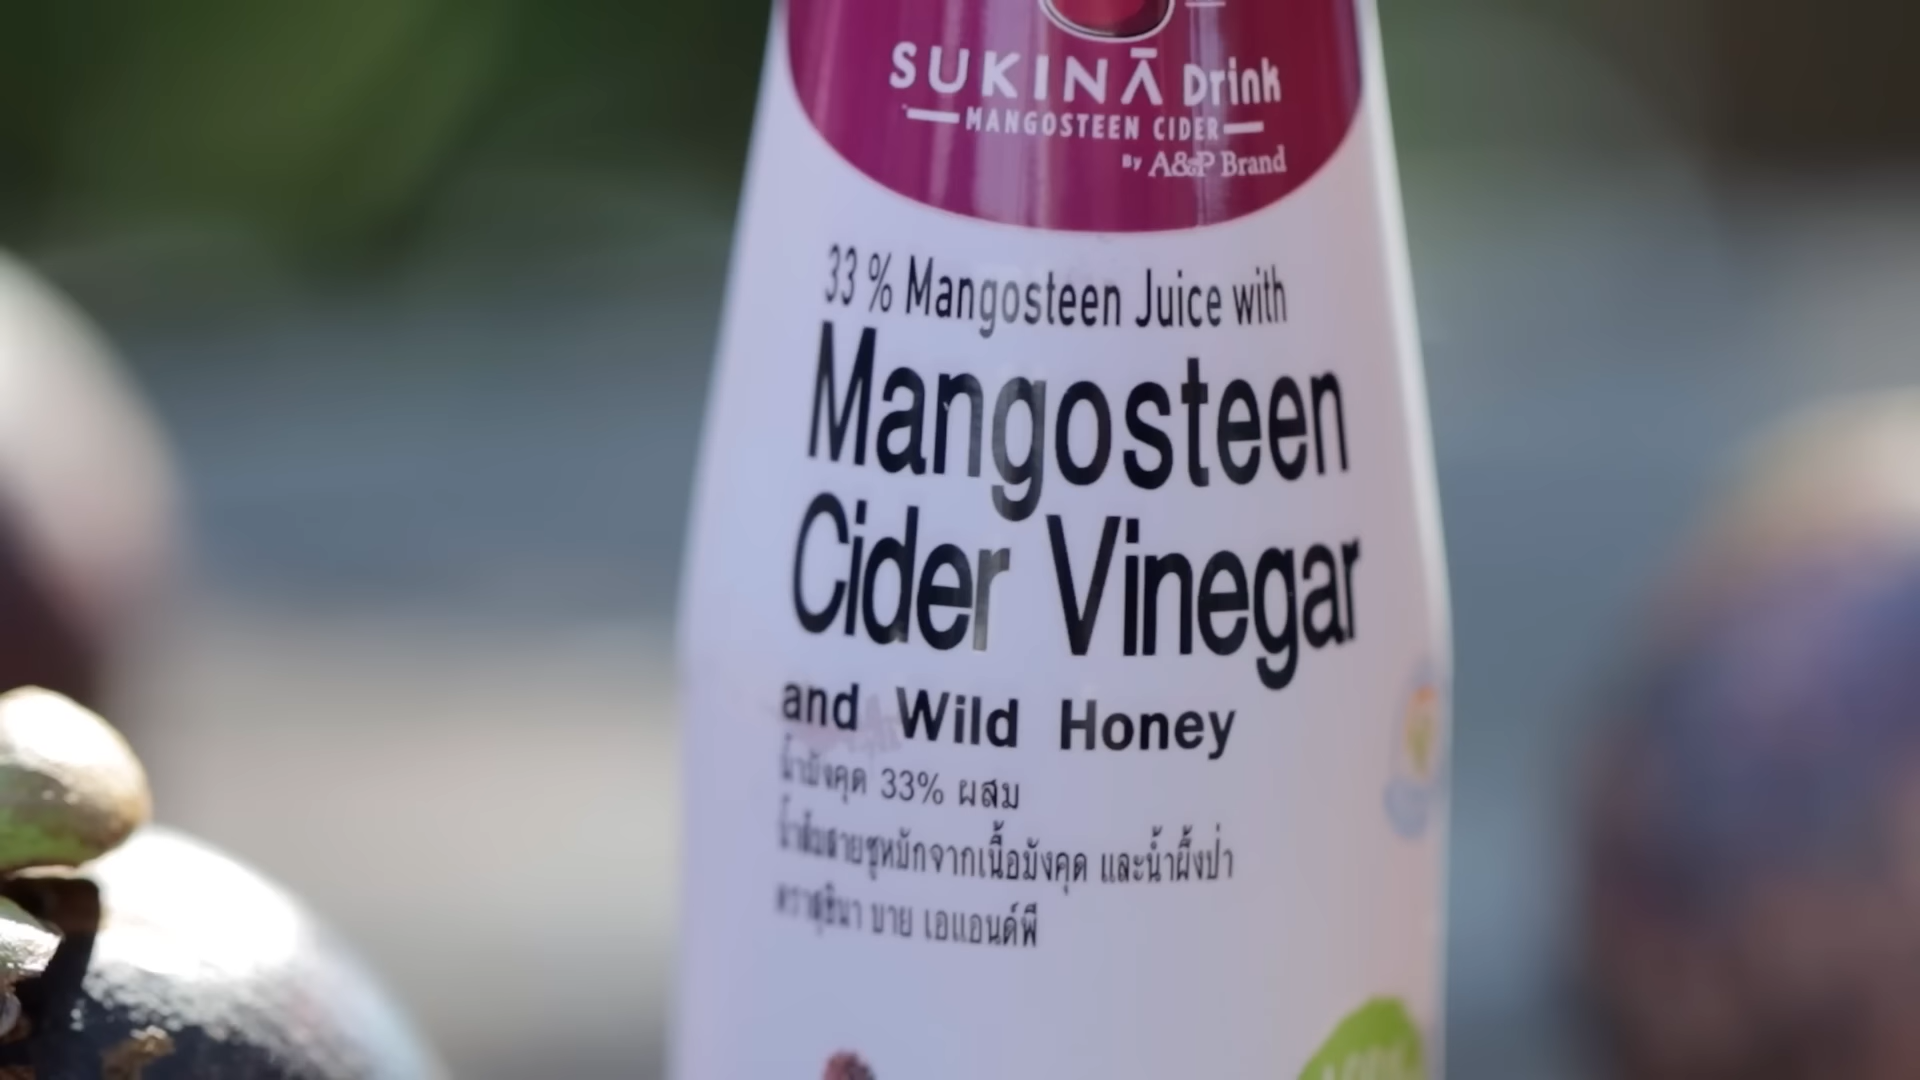 SUKINĀ Drink
MANGOSTEEN CIDER
By A&P Brand
33 % Mangosteen Juice with
Mangosteen
Cider Vinegar
and Wild Honey
น้ำมังคุด 33% ผสม
น้ำส้มสายชูหมักจากเนื้อมังคุด และน้ำผึ้งป่า
ตราสุขินา บาย เอแอนด์พี